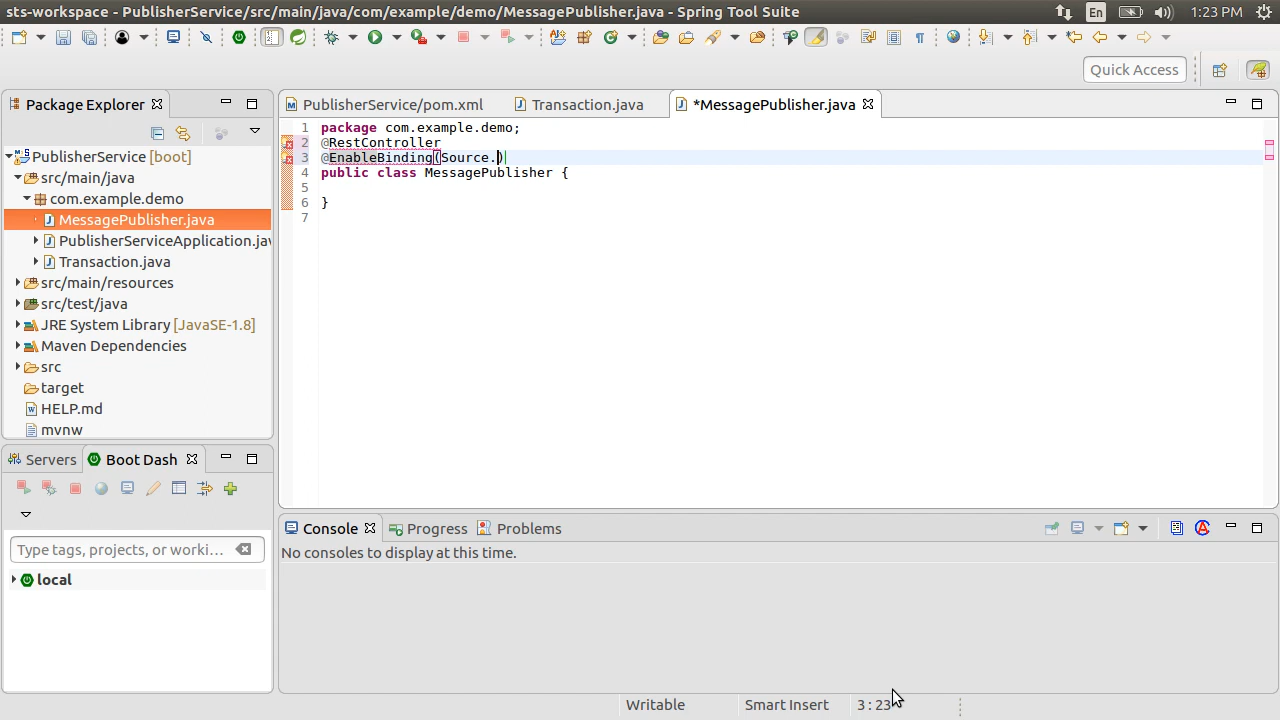 sts-workspace - PublisherService/src/main/java/com/example/demo/MessagePublisher.java - Spring Tool Suite
En
1:23 PM
Quick Access
Package Explorer
PublisherService [boot]
src/main/java
com.example.demo
MessagePublisher.java
PublisherServiceApplication.jav
Transaction.java
src/main/resources
src/test/java
JRE System Library [JavaSE-1.8]
Maven Dependencies
src
target
HELP.md
mvnw
PublisherService/pom.xml
Transaction.java
*MessagePublisher.java
1 package com.example.demo;
2 @RestController
3 @EnableBinding(Source.)
4 public class MessagePublisher {
5
6 }
7
Servers
Boot Dash
Type tags, projects, or worki...
local
Console
Progress
Problems
No consoles to display at this time.
Writable
Smart Insert
3 : 23